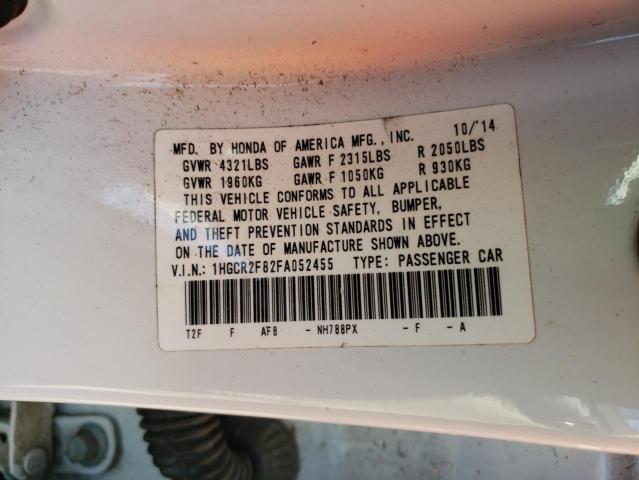 MFD. BY HONDA OF AMERICA MFG., INC. 10/'14
GVWR 4321LBS GAWR F 2315LBS R 2050LBS
GVWR 1960KG GAWR F 1050KG R 930KG
THIS VEHICLE CONFORMS TO ALL APPLICABLE
FEDERAL MOTOR VEHICLE SAFETY, BUMPER,
AND THEFT PREVENTION STANDARDS IN EFFECT
ON THE DATE OF MANUFACTURE SHOWN ABOVE.
V.I.N.: 1HGCR2F82FA052455 TYPE: PASSENGER CAR
T2F F AF8 - NH788PX - F - A